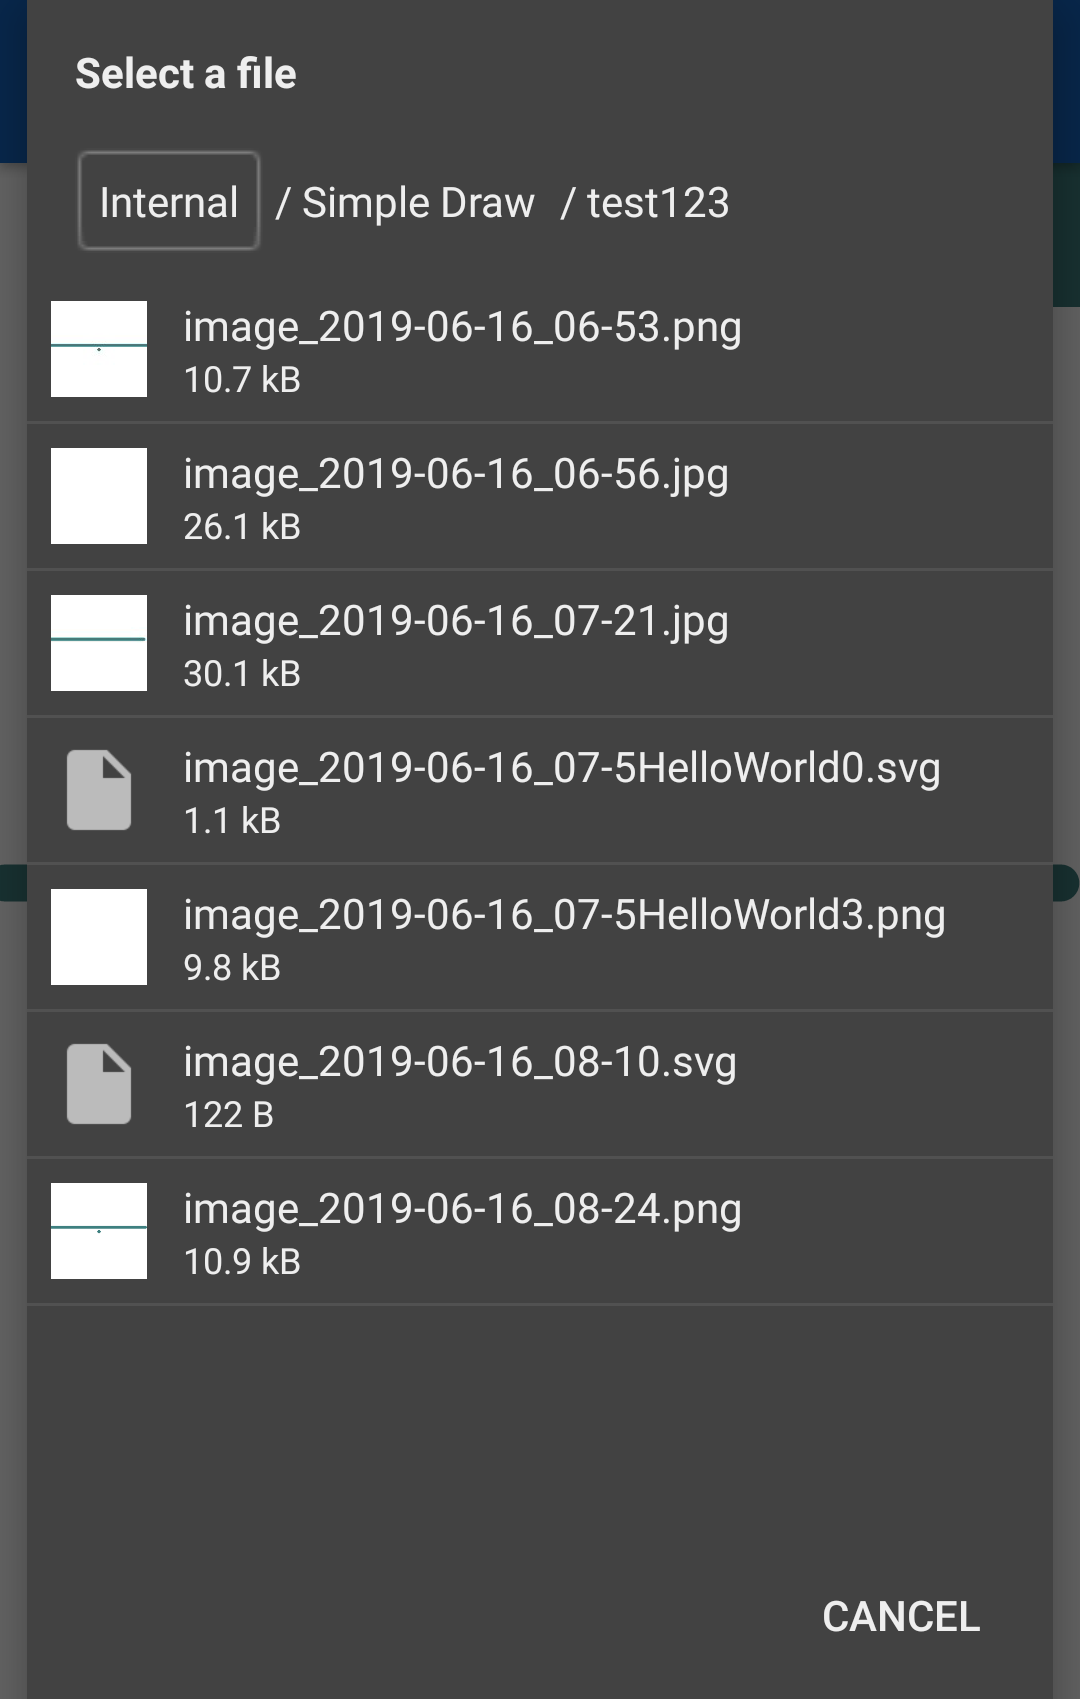 Select a file
Internal / Simple Draw / test123
image_2019-06-16_06-53.png
10.7 kB
image_2019-06-16_06-56.jpg
26.1 kB
image_2019-06-16_07-21.jpg
30.1 kB
image_2019-06-16_07-5HelloWorld0.svg
1.1 kB
image_2019-06-16_07-5HelloWorld3.png
9.8 kB
image_2019-06-16_08-10.svg
122 B
image_2019-06-16_08-24.png
10.9 kB
CANCEL